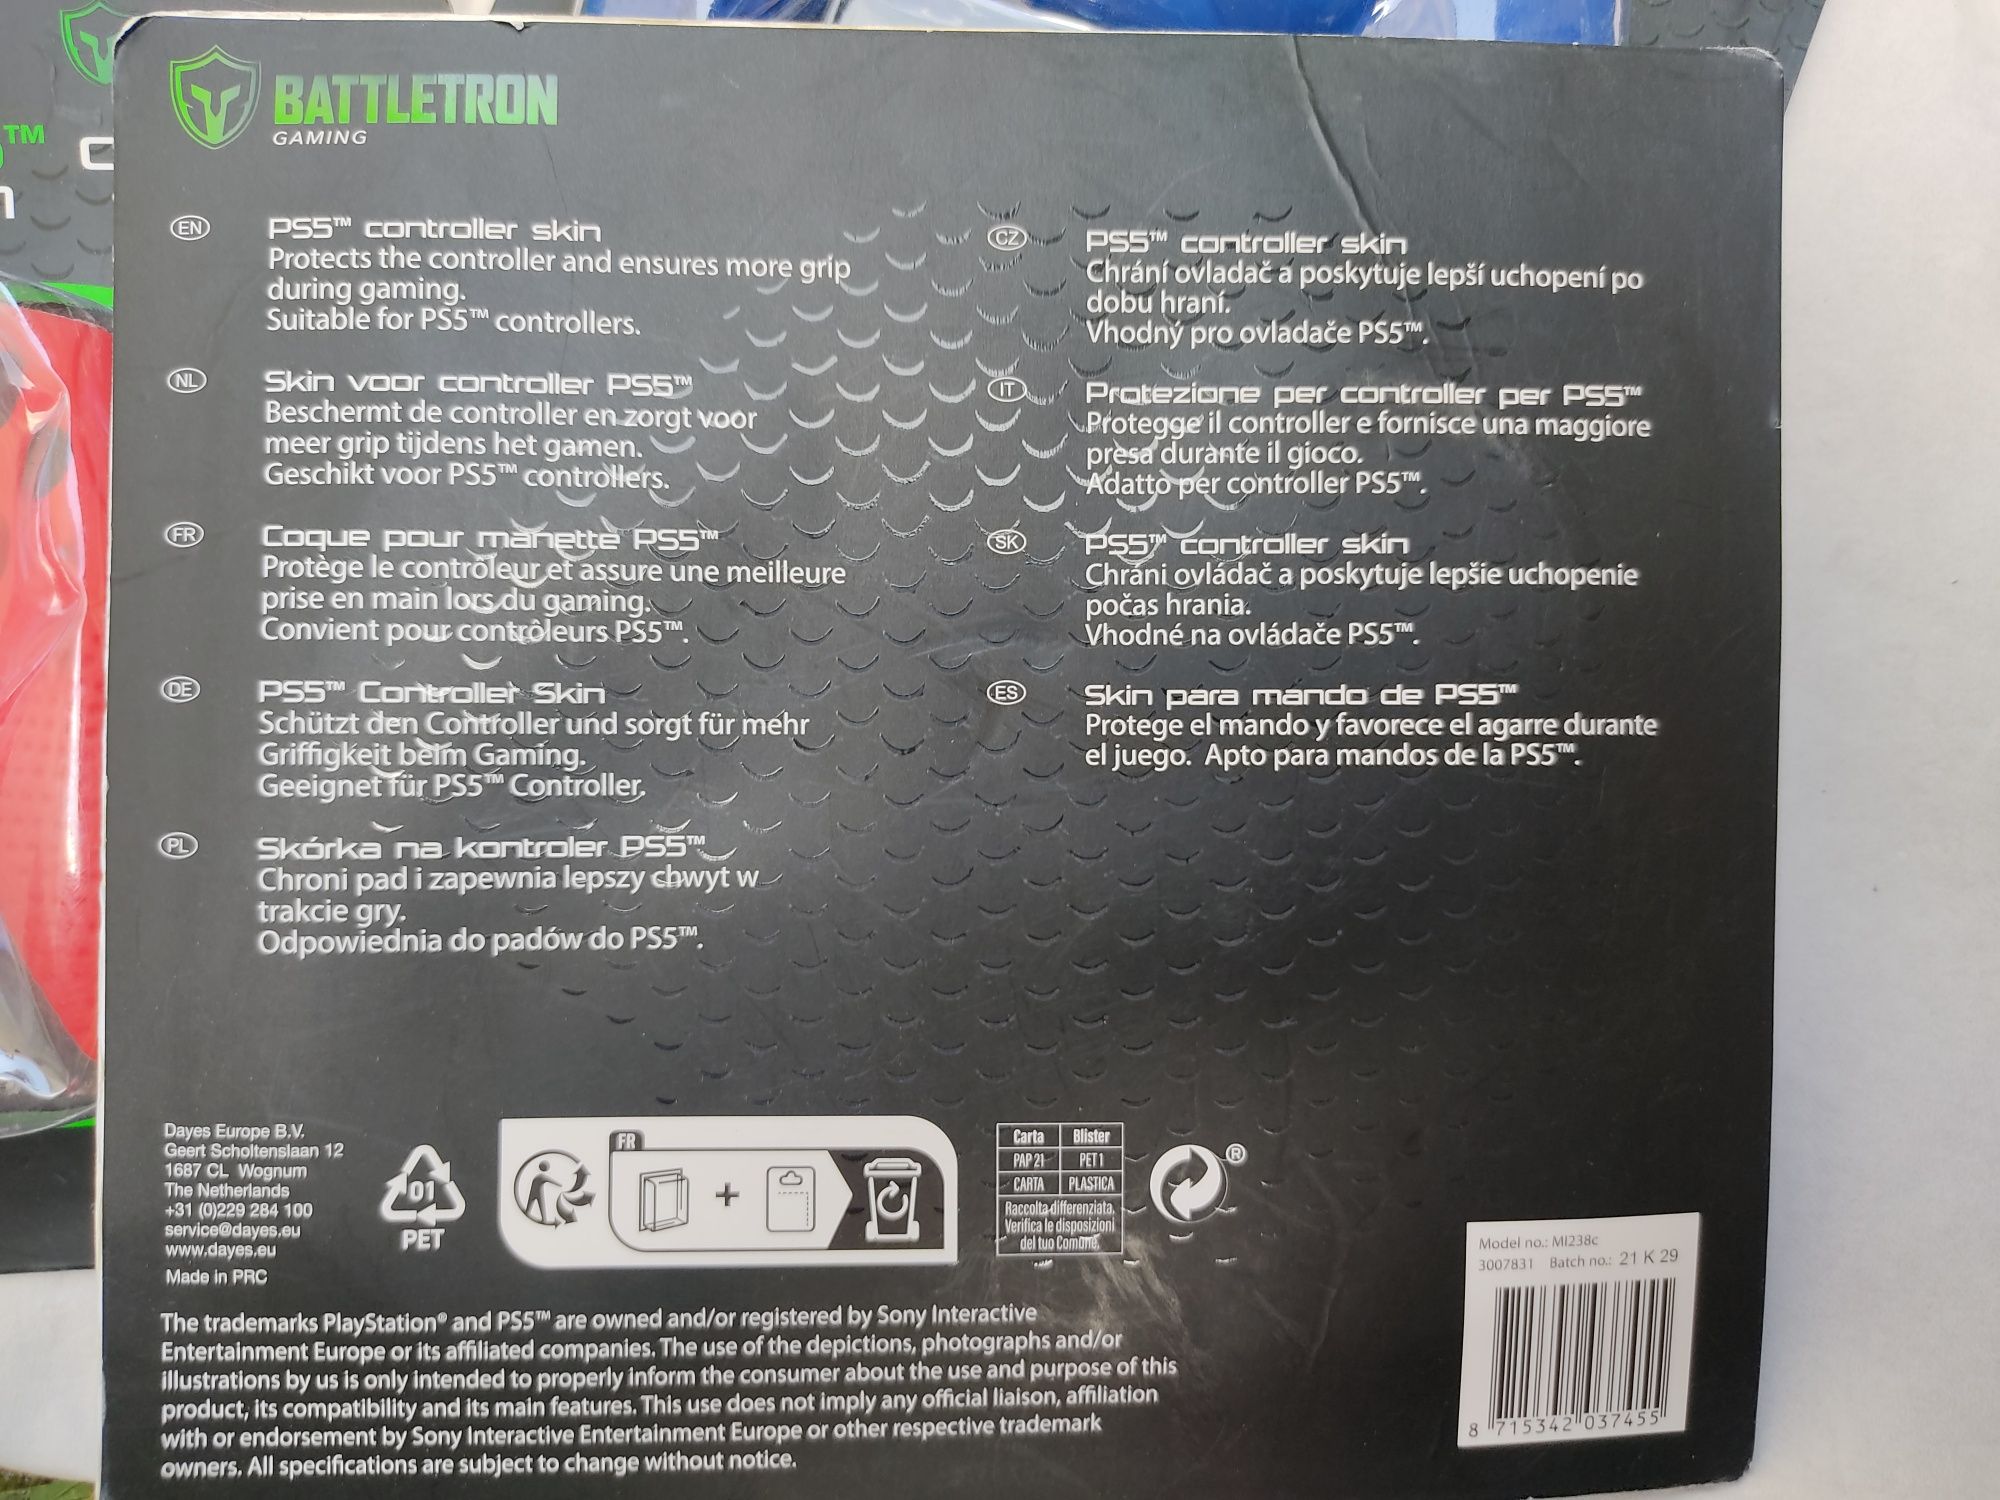 BATTLETRON
GAMING
EN
PS5™ controller skin
Protects the controller and ensures more grip
during gaming.
Suitable for PS5™ controllers.
NL
Skin voor controller PS5™
Beschermt de controller en zorgt voor
meer grip tijdens het gamen.
Geschikt voor PS5™ controllers.
FR
Coque pour manette PS5™
Protège le contrôleur et assure une meilleure
prise en main lors du gaming.
Convient pour contrôleurs PS5™.
DE
PS5™ Controller Skin
Schützt den Controller und sorgt für mehr
Griffigkeit beim Gaming.
Geeignet für PS5™ Controller.
PL
Skórka na kontroler PS5™
Chroni pad i zapewnia lepszy chwyt w
trakcie gry.
Odpowiednia do padów do PS5™.
CZ
PS5™ controller skin
Chrání ovladač a poskytuje lepší uchopení po
dobu hraní.
Vhodný pro ovladače PS5™.
IT
Protezione per controller per PS5™
Protegge il controller e fornisce una maggiore
presa durante il gioco.
Adatto per controller PS5™.
SK
PS5™ controller skin
Chráni ovládač a poskytuje lepšie uchopenie
počas hrania.
Vhodné na ovládače PS5™.
ES
Skin para mando de PS5™
Protege el mando y favorece el agarre durante
el juego. Apto para mandos de la PS5™.
Dayes Europe B.V.
Geert Scholtenslaan 12
1687 CL Wognum
The Netherlands
+31 (0)229 284 100
service@dayes.eu
www.dayes.eu
Made in PRC
01
PET
FR
+
Carta Blister
PAP 21 PET 1
CARTA PLASTICA
Raccolta differenziata.
Verifica le disposizioni
del tuo Comune.
®
The trademarks PlayStation® and PS5™ are owned and/or registered by Sony Interactive
Entertainment Europe or its affiliated companies. The use of the depictions, photographs and/or
illustrations by us is only intended to properly inform the consumer about the use and purpose of this
product, its compatibility and its main features. This use does not imply any official liaison, affiliation
with or endorsement by Sony Interactive Entertainment Europe or other respective trademark
owners. All specifications are subject to change without notice.
Model no.: MI238c
3007831 Batch no.: 21 K 29
8 715342 037455